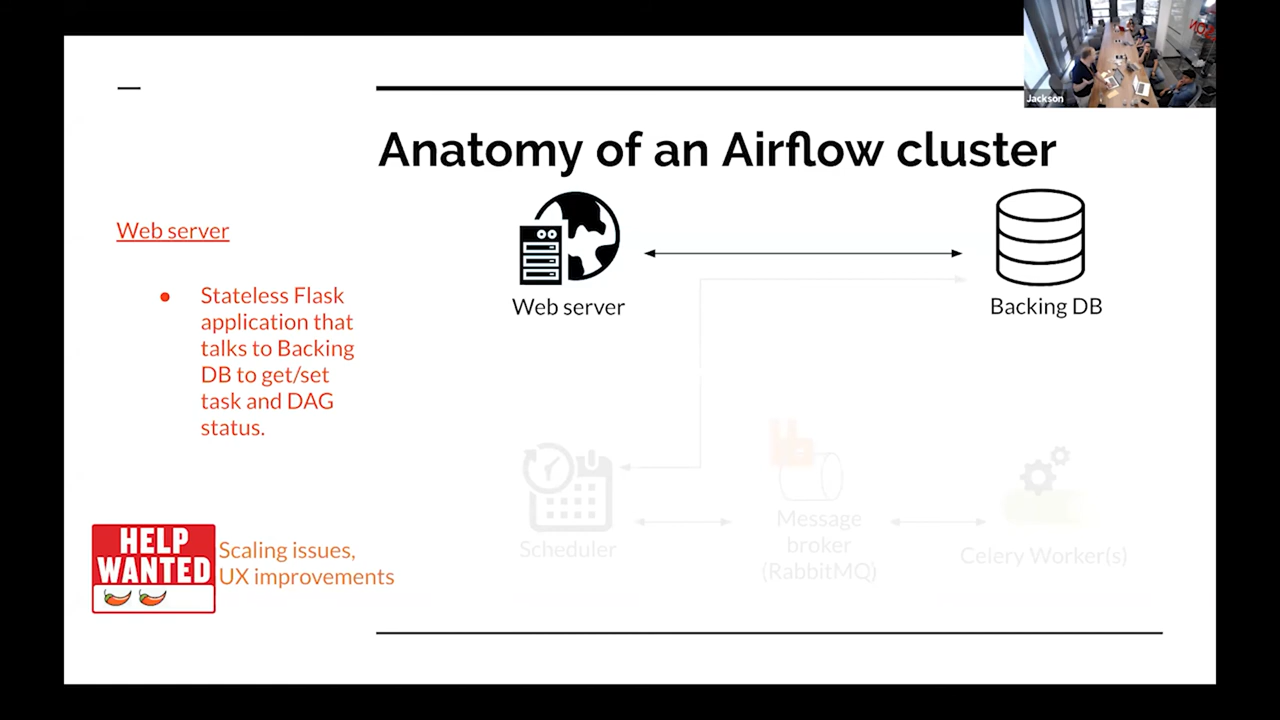 Jackson
Anatomy of an Airflow cluster
Web server
Stateless Flask
application that
talks to Backing
DB to get/set
task and DAG
status.
HELP
WANTED
Scaling issues,
UX improvements
Web server
Backing DB
Scheduler
Message
broker
(RabbitMQ)
Celery Worker(s)